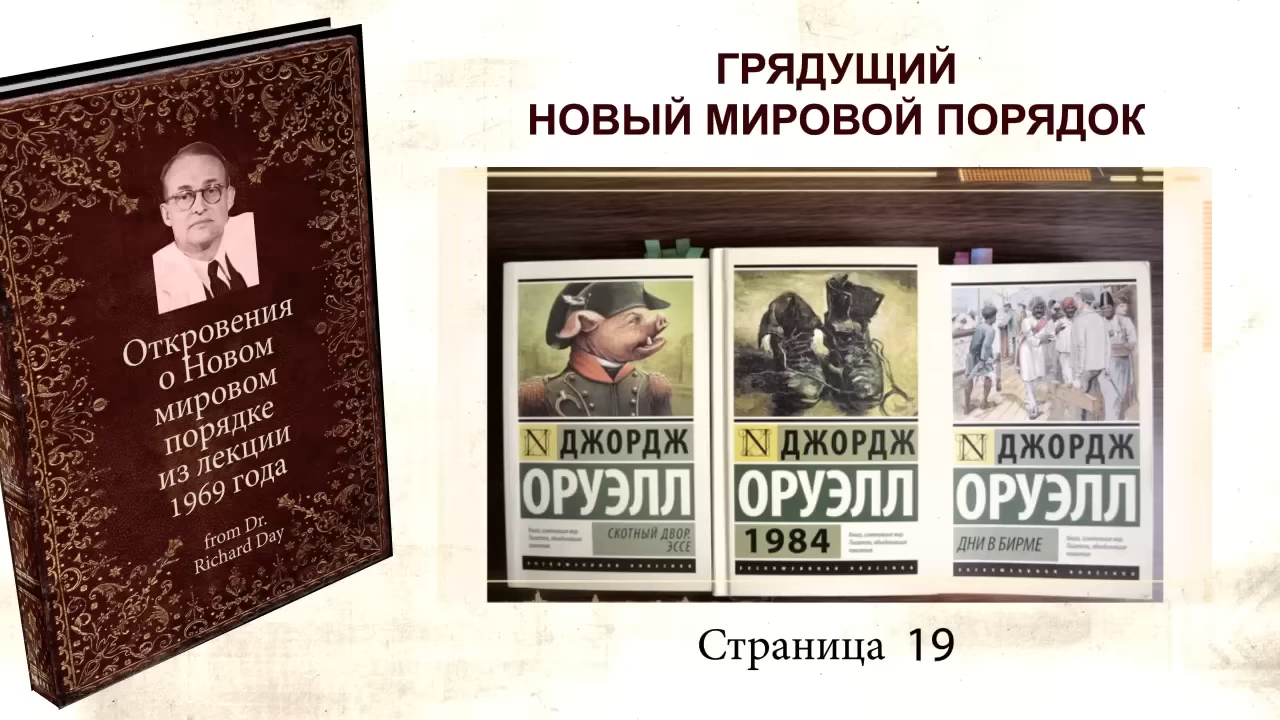 Откровения
о Новом
мировом
порядке
из лекции
1969 года
from Dr.
Richard Day
ГРЯДУЩИЙ
НОВЫЙ МИРОВОЙ ПОРЯДОК
N ДЖОРДЖ
ОРУЭЛЛ
СКОТНЫЙ ДВОР.
ЭССЕ
N ДЖОРДЖ
ОРУЭЛЛ
1984
N ДЖОРДЖ
ОРУЭЛЛ
ДНИ В БИРМЕ
Страница 19